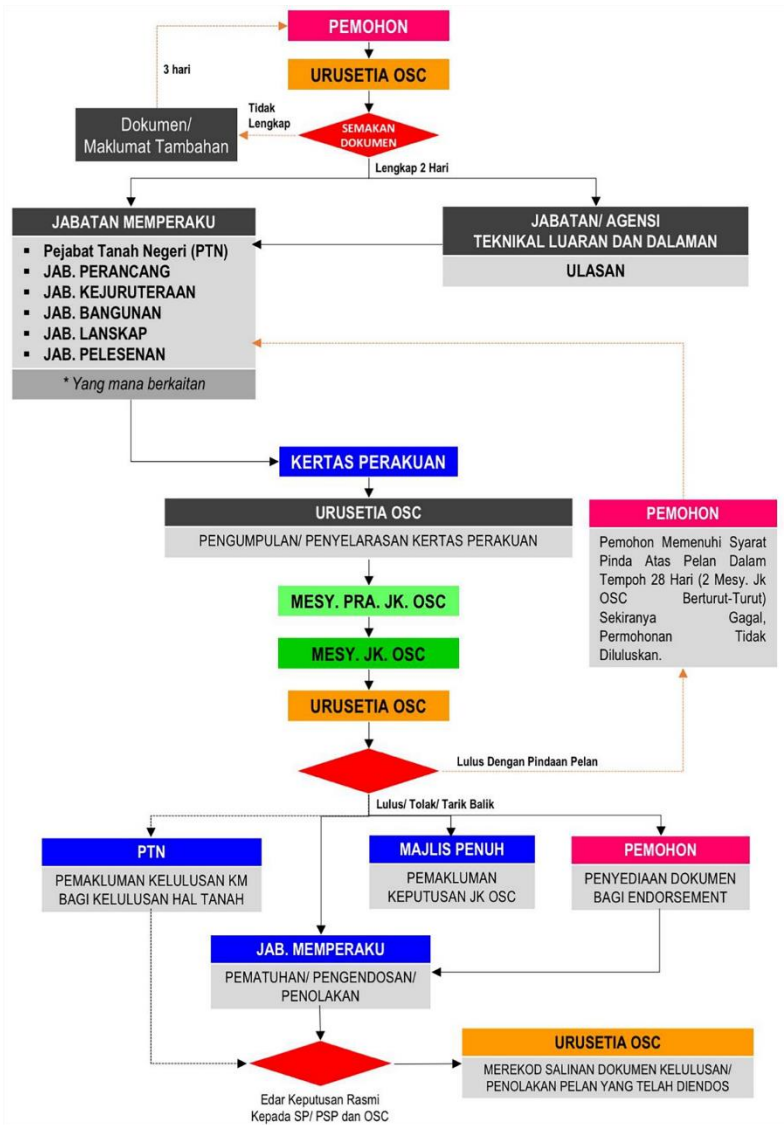 PEMOHON
3 hari
URUSETIA OSC
Tidak
Lengkap
Dokumen/
Maklumat Tambahan
SEMAKAN
DOKUMEN
Lengkap 2 Hari
JABATAN MEMPERAKU
▪ Pejabat Tanah Negeri (PTN)
▪ JAB. PERANCANG
▪ JAB. KEJURUTERAAN
▪ JAB. BANGUNAN
▪ JAB. LANSKAP
▪ JAB. PELESENAN
* Yang mana berkaitan
JABATAN/ AGENSI
TEKNIKAL LUARAN DAN DALAMAN
ULASAN
KERTAS PERAKUAN
URUSETIA OSC
PENGUMPULAN/ PENYELARASAN KERTAS PERAKUAN
PEMOHON
Pemohon Memenuhi Syarat
Pinda Atas Pelan Dalam
Tempoh 28 Hari (2 Mesy. Jk
OSC Berturut-Turut)
Sekiranya Gagal,
Permohonan Tidak
Diluluskan.
MESY. PRA. JK. OSC
MESY. JK. OSC
URUSETIA OSC
Lulus Dengan Pindaan Pelan
Lulus/ Tolak/ Tarik Balik
PTN
PEMAKLUMAN KELULUSAN KM
BAGI KELULUSAN HAL TANAH
MAJLIS PENUH
PEMAKLUMAN
KEPUTUSAN JK OSC
PEMOHON
PENYEDIAAN DOKUMEN
BAGI ENDORSEMENT
JAB. MEMPERAKU
PEMATUHAN/ PENGENDOSAN/
PENOLAKAN
URUSETIA OSC
MEREKOD SALINAN DOKUMEN KELULUSAN/
PENOLAKAN PELAN YANG TELAH DIENDOS
Edar Keputusan Rasmi
Kepada SP/ PSP dan OSC